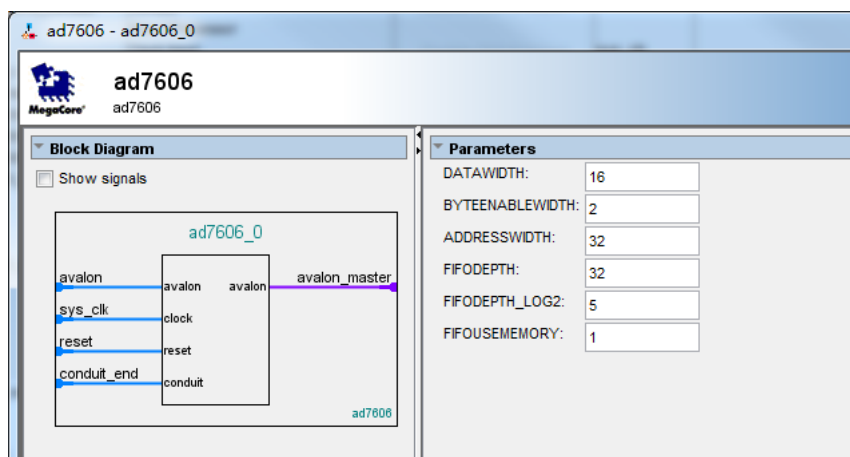 ad7606 - ad7606_0
MegaCore®
ad7606
ad7606
Block Diagram
Show signals
ad7606_0
avalon
avalon
avalon
avalon_master
sys_clk
clock
reset
reset
conduit_end
conduit
ad7606
Parameters
DATAWIDTH: 16
BYTEENABLEWIDTH: 2
ADDRESSWIDTH: 32
FIFODEPTH: 32
FIFODEPTH_LOG2: 5
FIFOUSEMEMORY: 1